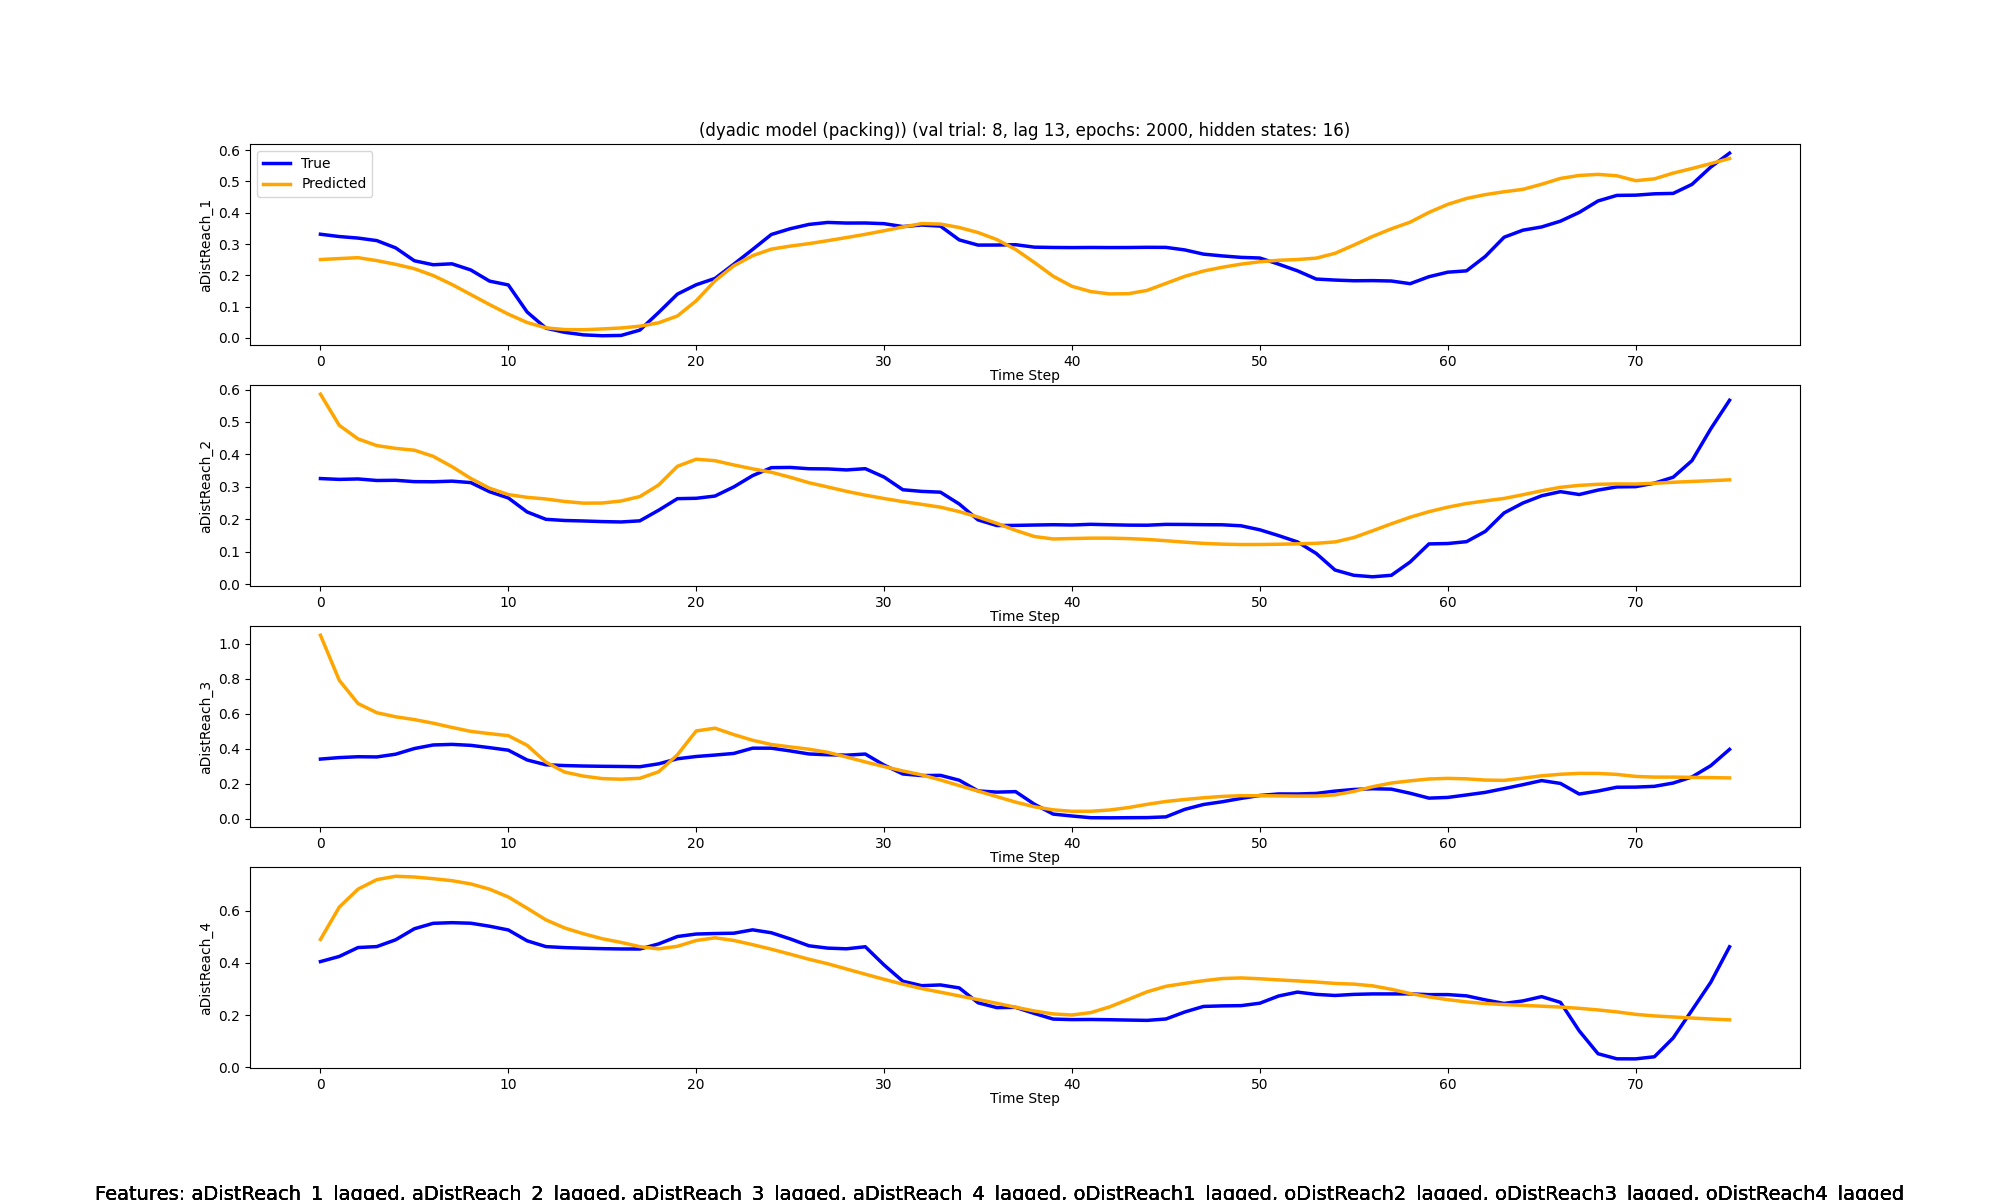 (dyadic model (packing)) (val trial: 8, lag 13, epochs: 2000, hidden states: 16)
True
Predicted
aDistReach_1
0.6
0.5
0.4
0.3
0.2
0.1
0.0
0 10 20 30 40 50 60 70
Time Step
aDistReach_2
0.6
0.5
0.4
0.3
0.2
0.1
0.0
0 10 20 30 40 50 60 70
Time Step
aDistReach_3
1.0
0.8
0.6
0.4
0.2
0.0
0 10 20 30 40 50 60 70
Time Step
aDistReach_4
0.6
0.4
0.2
0.0
0 10 20 30 40 50 60 70
Time Step
Features: aDistReach_1_lagged, aDistReach_2_lagged, aDistReach_3_lagged, aDistReach_4_lagged, oDistReach1_lagged, oDistReach2_lagged, oDistReach3_lagged, oDistReach4_lagged